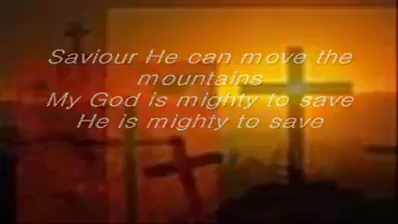 Saviour He can move the
mountains
My God is mighty to save
He is mighty to save